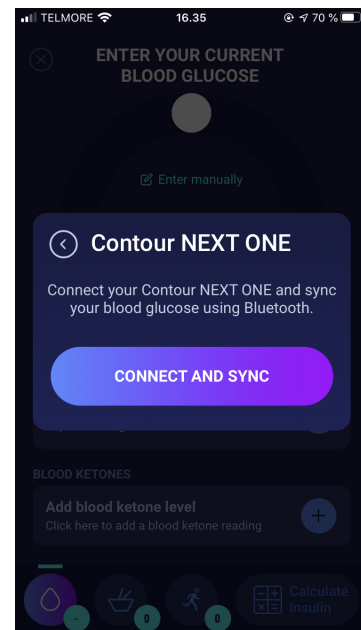 TELMORE 16.35 70 %
ENTER YOUR CURRENT
BLOOD GLUCOSE
Enter manually
Contour NEXT ONE
Connect your Contour NEXT ONE and sync
your blood glucose using Bluetooth.
CONNECT AND SYNC
BLOOD KETONES
Add blood ketone level
Click here to add a blood ketone reading
Calculate
Insulin
- 0 0